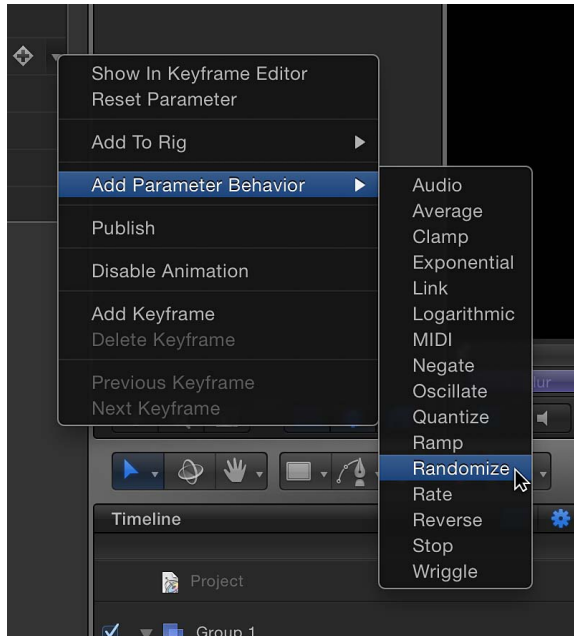 Show In Keyframe Editor
Reset Parameter
Add To Rig
Add Parameter Behavior
Publish
Disable Animation
Add Keyframe
Delete Keyframe
Previous Keyframe
Next Keyframe
Audio
Average
Clamp
Exponential
Link
Logarithmic
MIDI
Negate
Oscillate
Quantize
Ramp
Randomize
Rate
Reverse
Stop
Wriggle
lur
Timeline
Project
Group 1